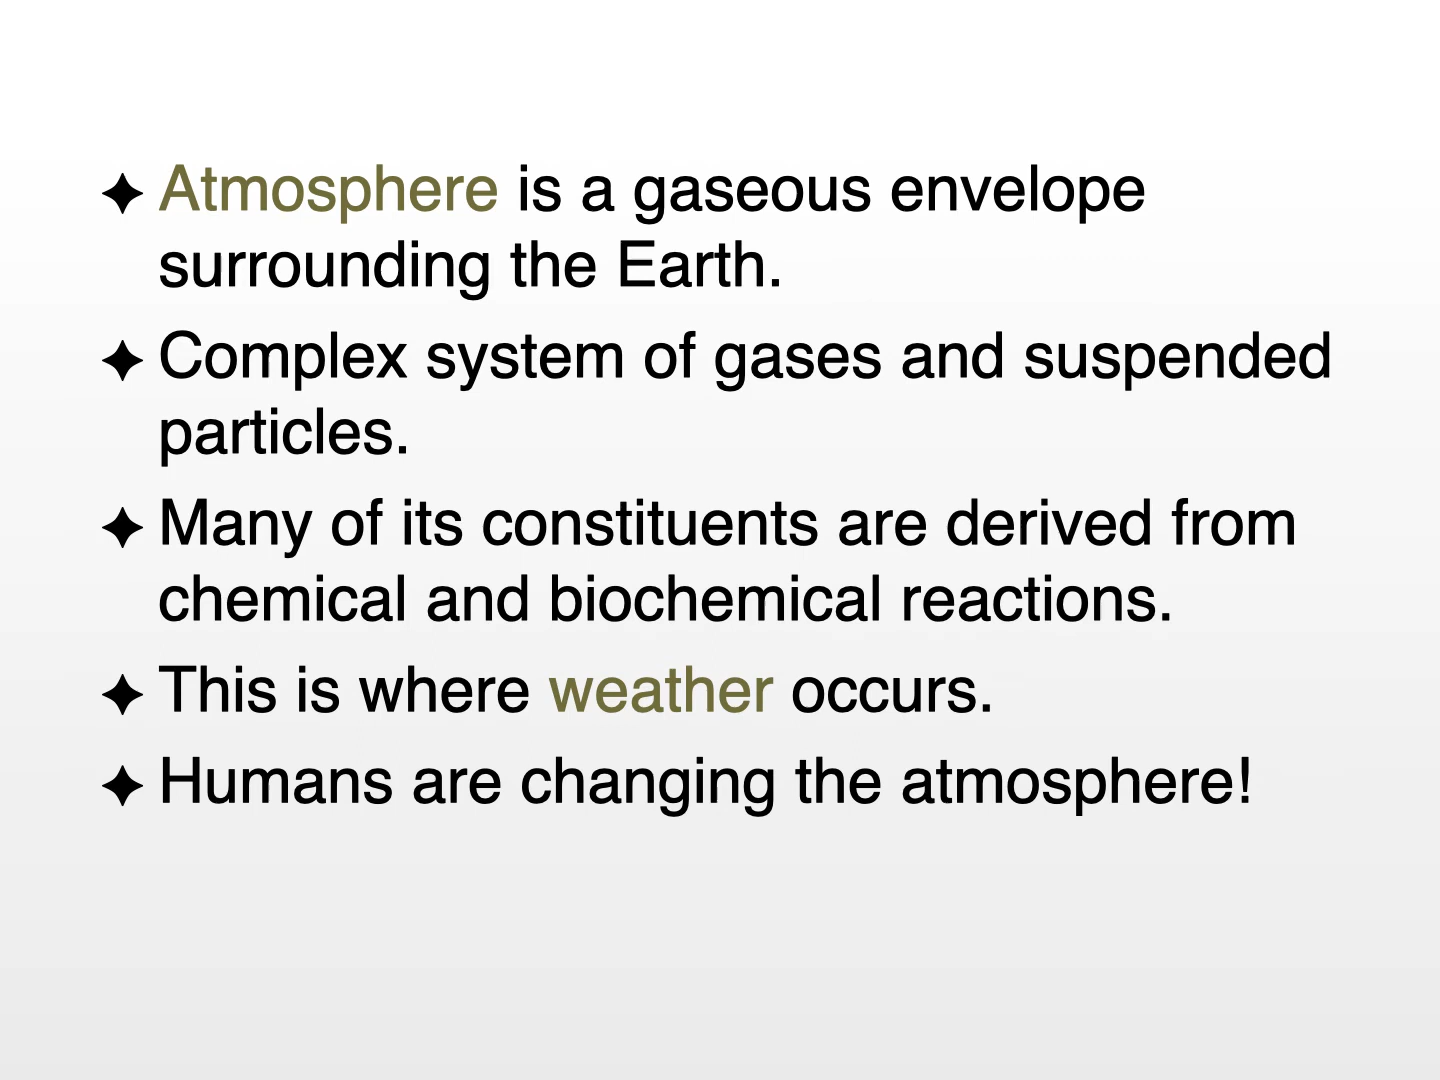 ✦ Atmosphere is a gaseous envelope
surrounding the Earth.
✦ Complex system of gases and suspended
particles.
✦ Many of its constituents are derived from
chemical and biochemical reactions.
✦ This is where weather occurs.
✦ Humans are changing the atmosphere!